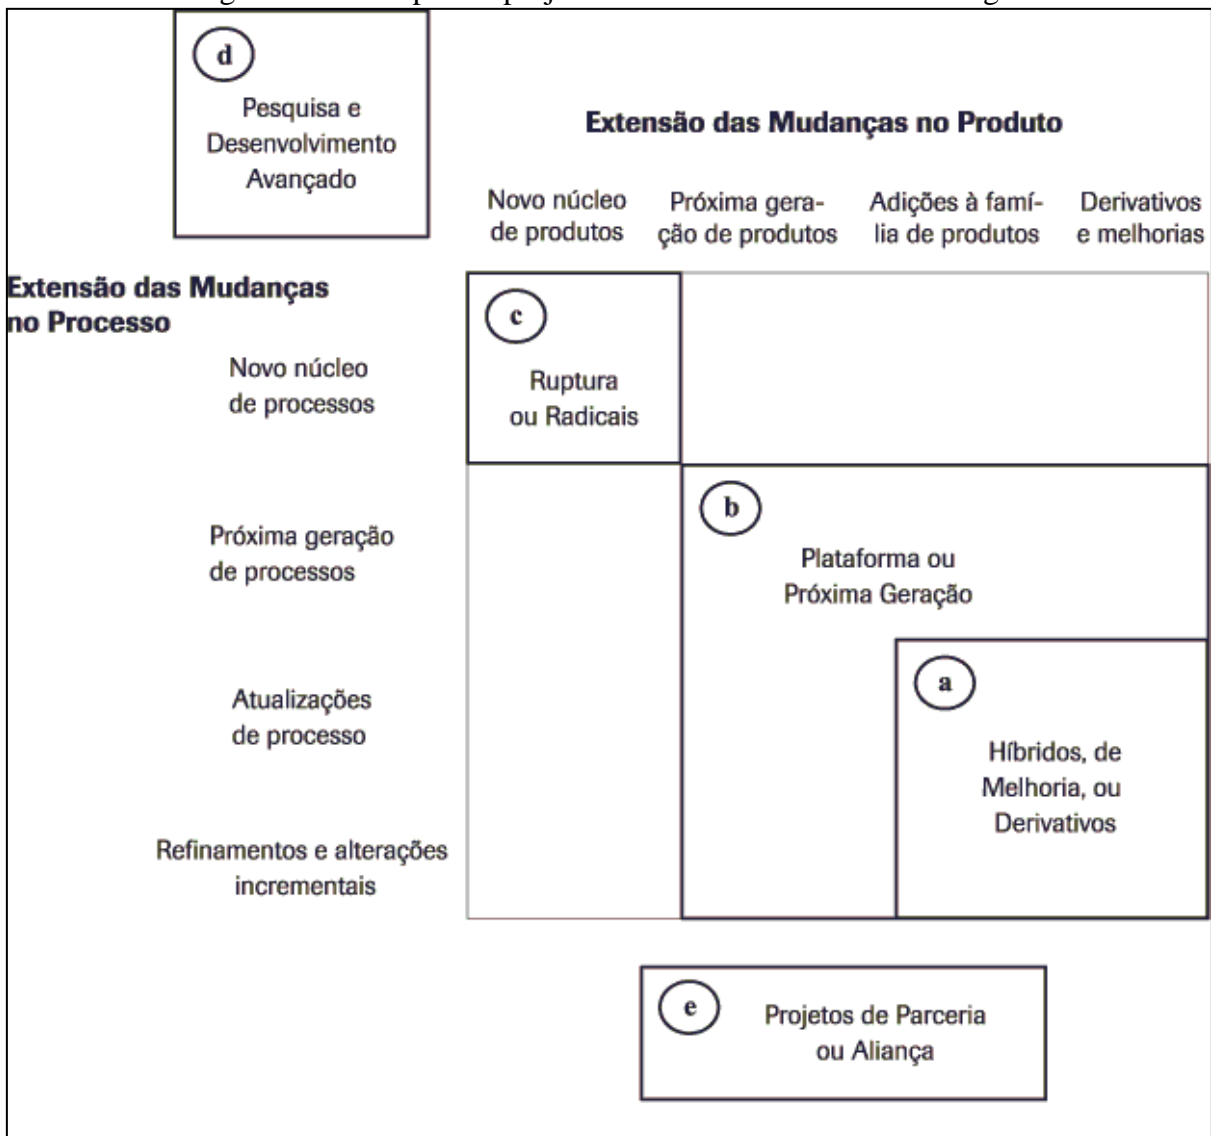 d
Pesquisa e
Desenvolvimento
Avançado
Extensão das Mudanças no Produto
Novo núcleo
de produtos
Próxima gera-
ção de produtos
Adições à famí-
lia de produtos
Derivativos
e melhorias
Extensão das Mudanças
no Processo
c
Ruptura
ou Radicais
Novo núcleo
de processos
b
Plataforma ou
Próxima Geração
Próxima geração
de processos
a
Híbridos, de
Melhoria, ou
Derivativos
Atualizações
de processo
Refinamentos e alterações
incrementais
e
Projetos de Parceria
ou Aliança